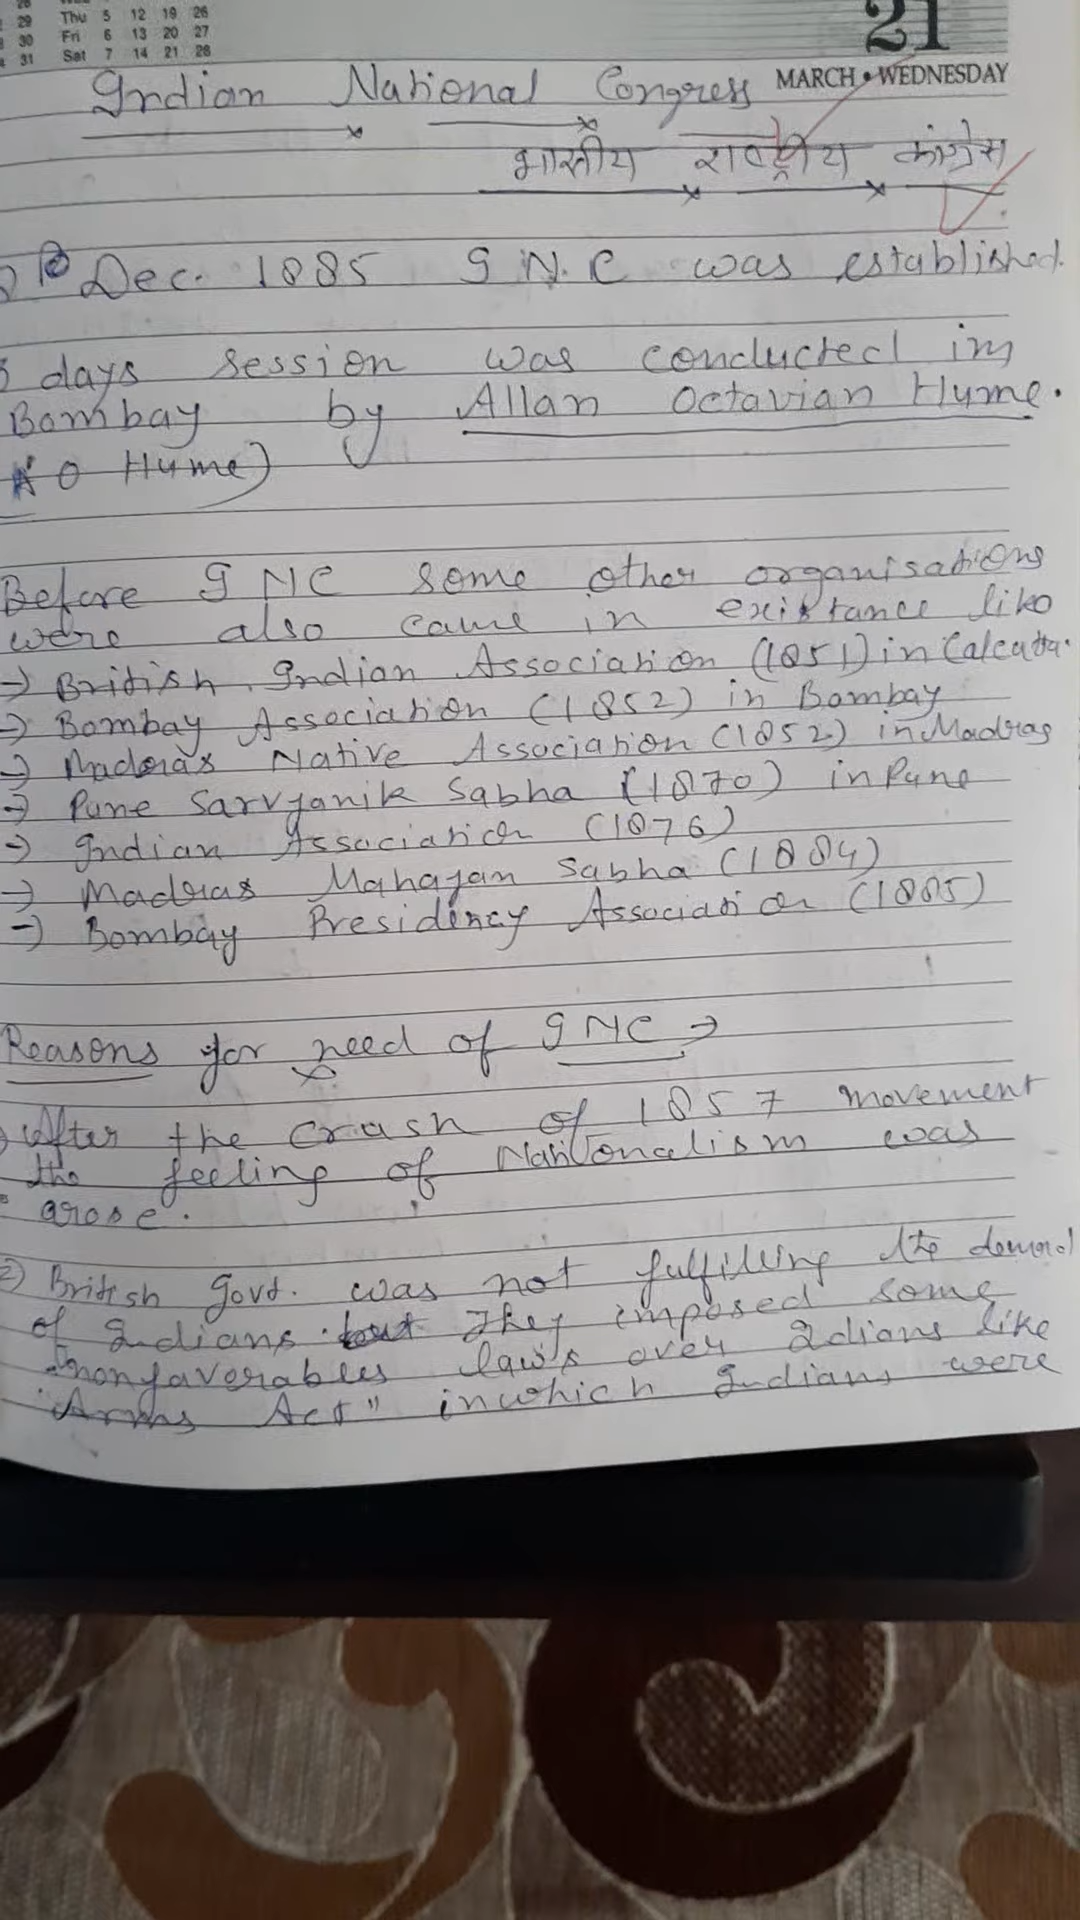 29 Thu 5 12 19 26
30 Fri 6 13 20 27
31 Sat 7 14 21 28
21
MARCH • WEDNESDAY
Indian National Congress
भारतीय राष्ट्रीय कांग्रेस
Dec. 1885 I N. C was established.
days session was conducted in
Bombay by Allan Octavian Hume.
A O Hume)
Before INC some other organisations
were also came in existance like
→ British Indian Association (1851) in Calcutta.
→ Bombay Association (1852) in Bombay
→ Madras Native Association (1852) in Madras
→ Pune Sarvjanik Sabha (1870) in Pune
→ Indian Association (1876)
→ Madras Mahajan Sabha (1884)
→ Bombay Presidency Association (1885)
Reasons for need of INC →
After the crash of 1857 movement
the feeling of Nationalism was
arose.
2) British Govt. was not fulfilling the demand
of Indians. They imposed some
nonfaverables laws over Idians like
"Arms Act" in which Indians were